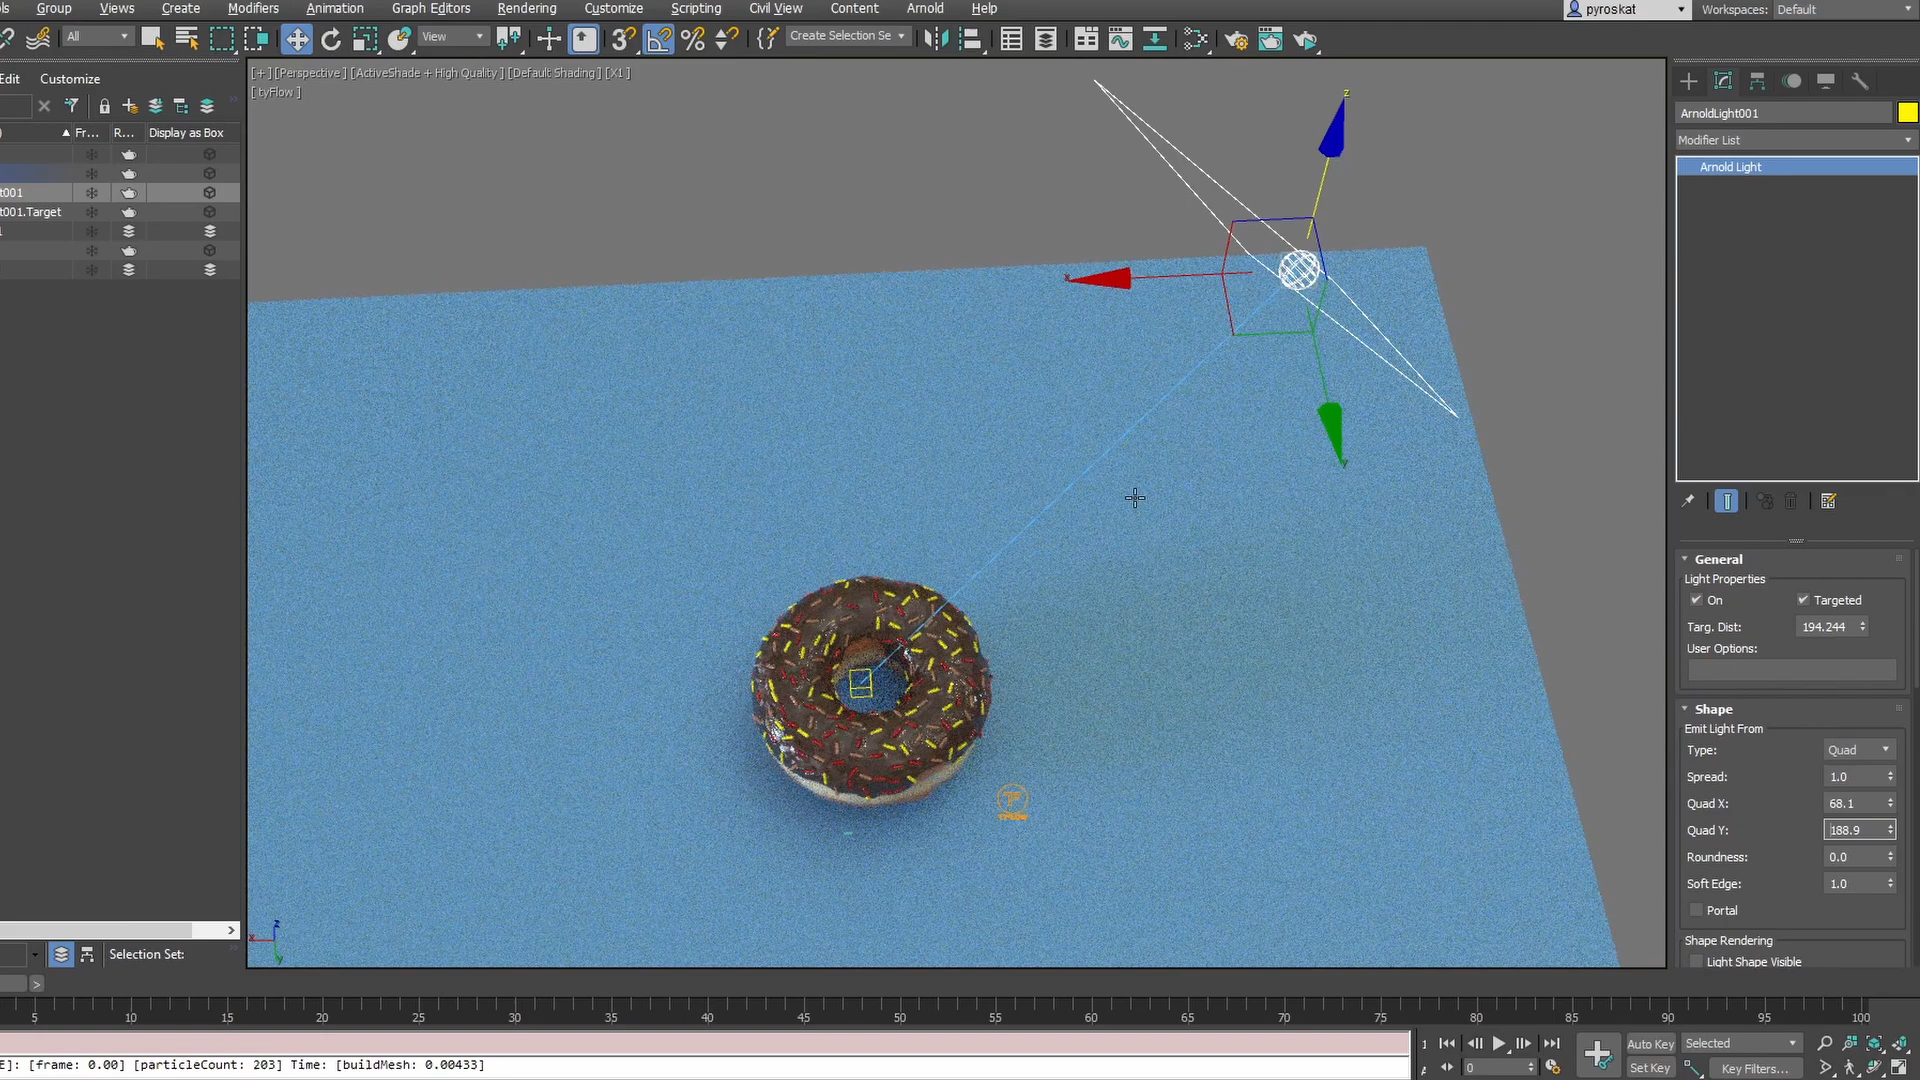 ols Group Views Create Modifiers Animation Graph Editors Rendering Customize Scripting Civil View Content Arnold Help
pyroskat Workspaces: Default
All View Create Selection Se
[+] [Perspective] [ActiveShade + High Quality] [Default Shading] [X1]
[tyFlow]
Edit Customize
Fr... R... Display as Box
t001
t001.Target
1
z
x
y
ArnoldLight001
Modifier List
Arnold Light
General
Light Properties
On Targeted
Targ. Dist: 194.244
User Options:
Shape
Emit Light From
Type: Quad
Spread: 1.0
Quad X: 68.1
Quad Y: 188.9
Roundness: 0.0
Soft Edge: 1.0
Portal
Shape Rendering
Light Shape Visible
TF
TYFLOW
z
x
y
Selection Set:
>
5 10 15 20 25 30 35 40 45 50 55 60 65 70 75 80 85 90 95 100
Auto Key Selected
0 Set Key Key Filters...
E]: [frame: 0.00] [particleCount: 203] Time: [buildMesh: 0.00433]